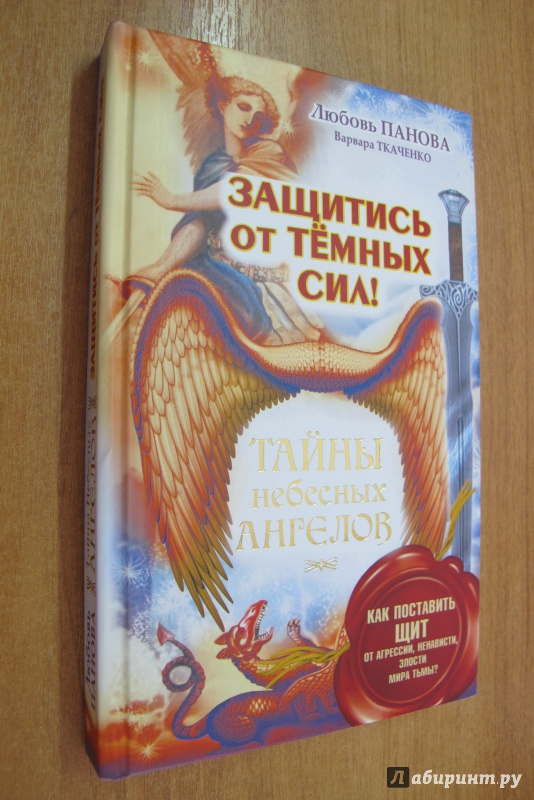 Любовь ПАНОВА
Варвара ТКАЧЕНКО
ЗАЩИТИСЬ
ОТ ТЁМНЫХ
СИЛ!
ТАЙНЫ
небесных
АНГЕЛОВ
КАК ПОСТАВИТЬ
ЩИТ
ОТ АГРЕССИИ, НЕНАВИСТИ,
ЗЛОСТИ
МИРА ТЬМЫ?
Лабиринт.ру